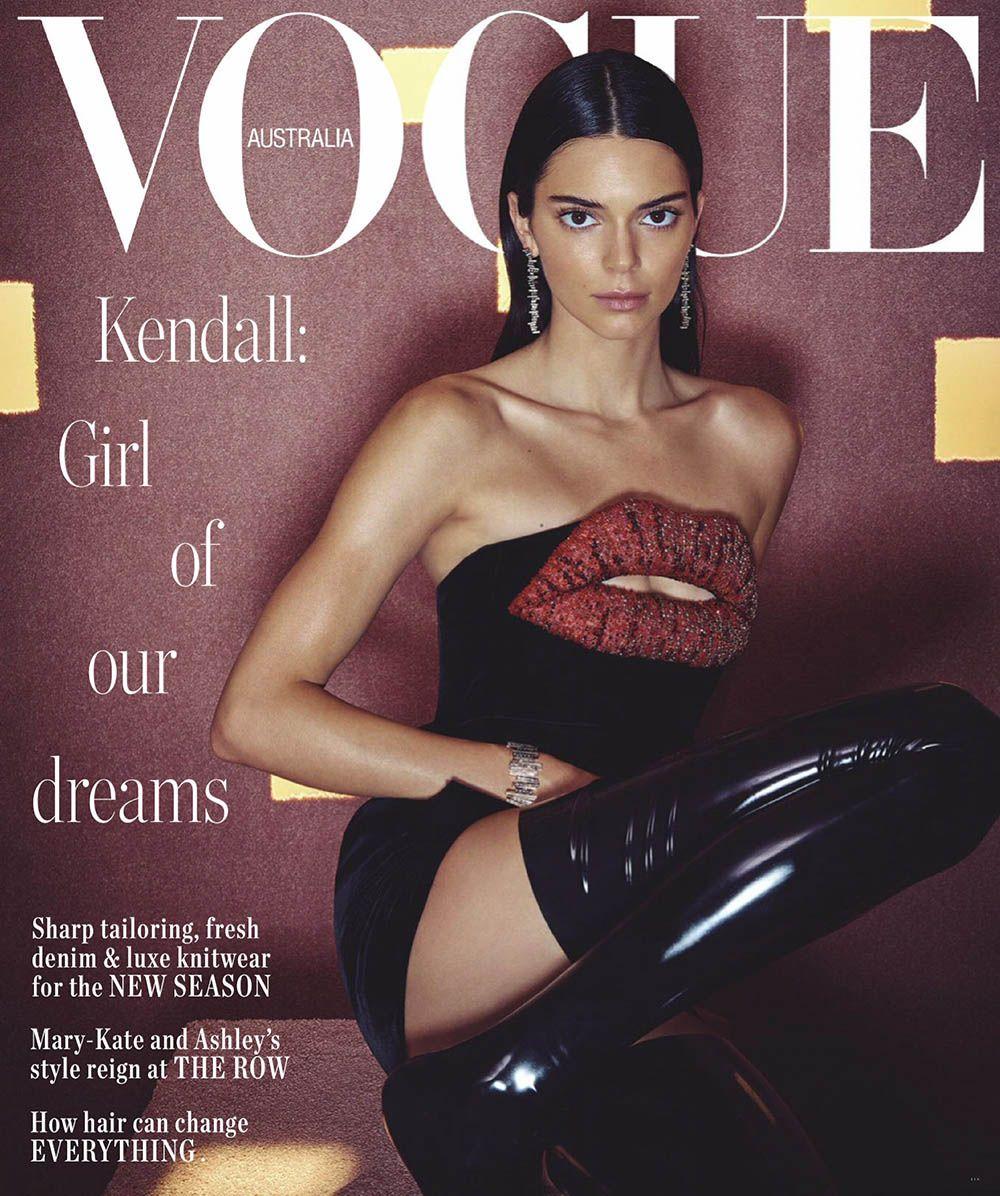 VOGUE
AUSTRALIA
Kendall:
Girl
of
our
dreams
Sharp tailoring, fresh
denim & luxe knitwear
for the NEW SEASON
Mary-Kate and Ashley’s
style reign at THE ROW
How hair can change
EVERYTHING